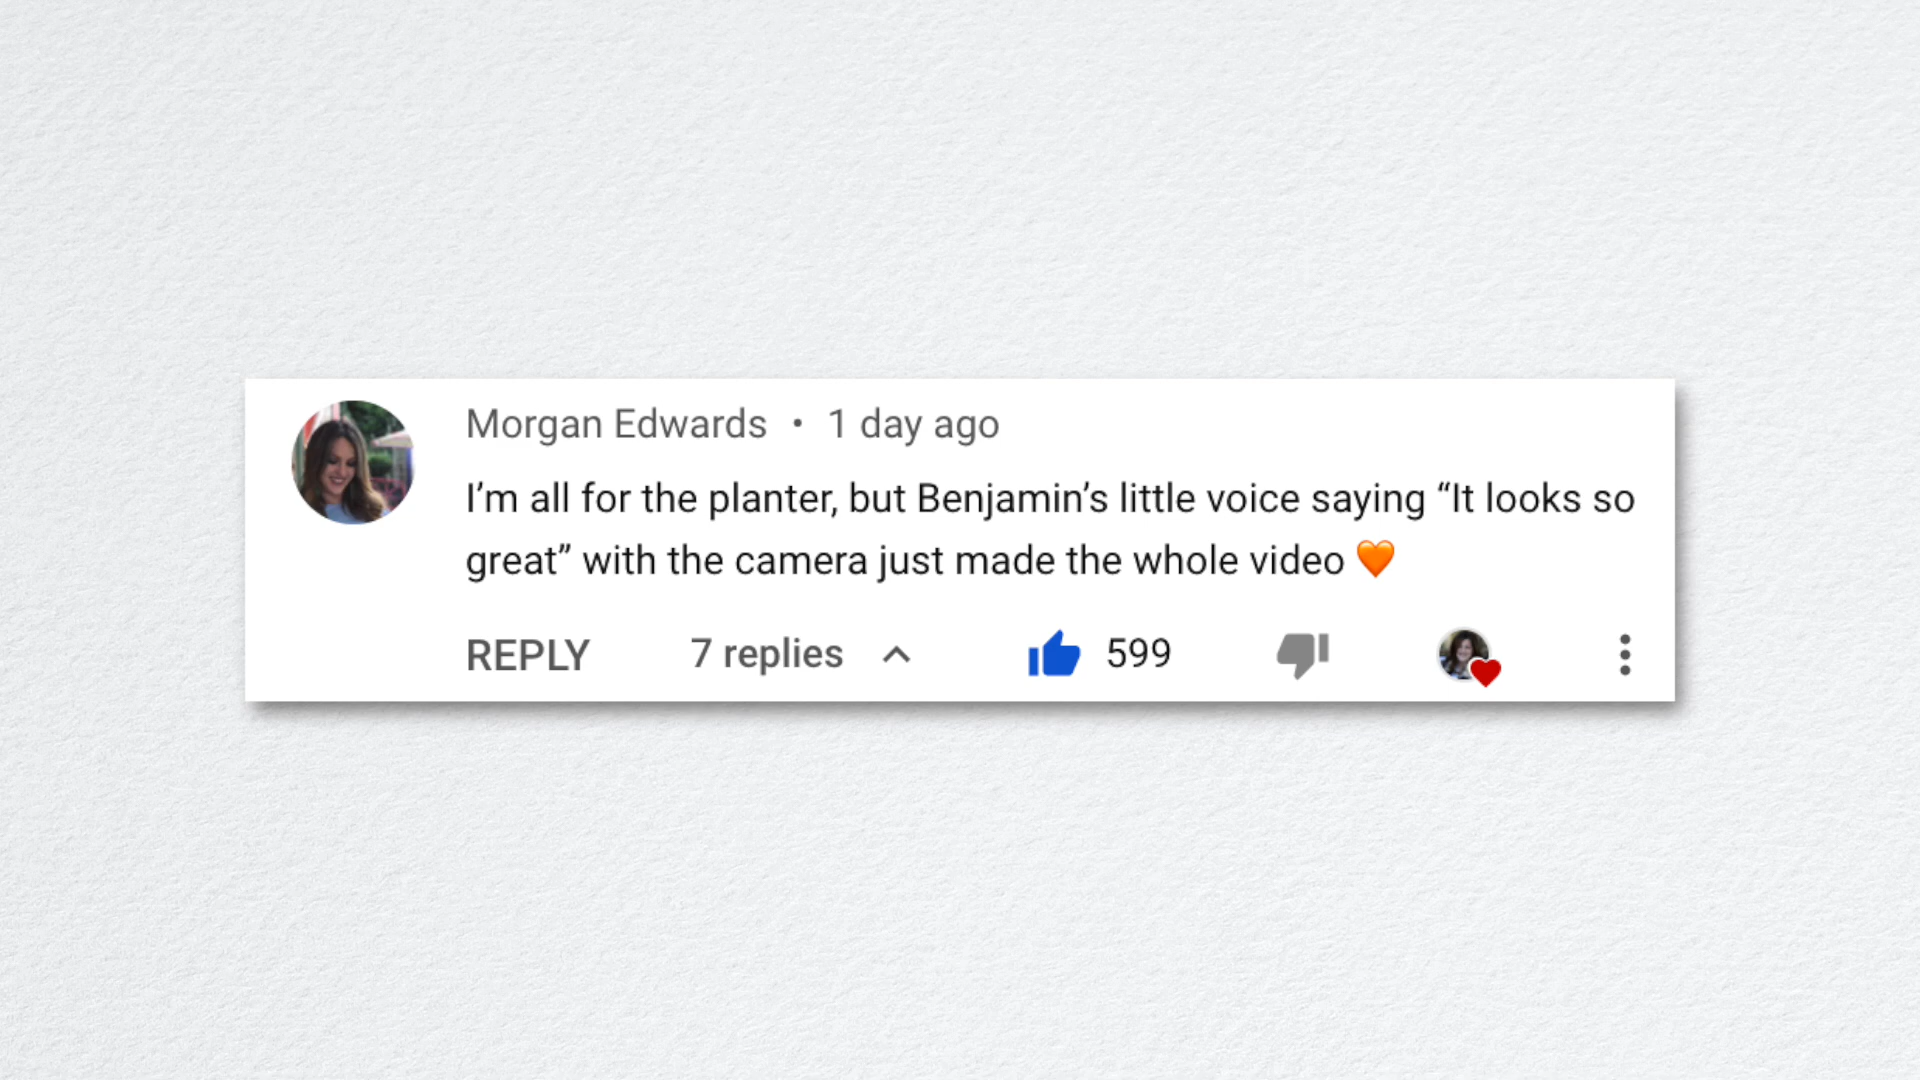 Morgan Edwards • 1 day ago
I’m all for the planter, but Benjamin’s little voice saying “It looks so
great” with the camera just made the whole video 🧡
REPLY 7 replies 599